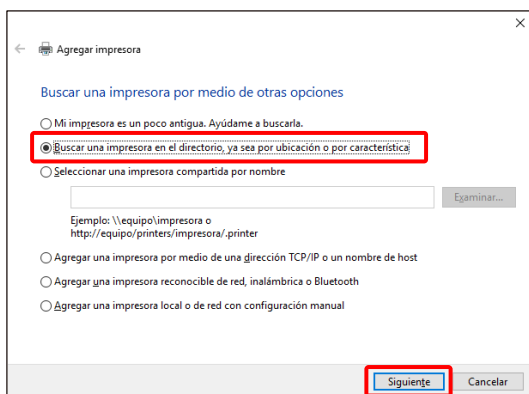 Agregar impresora
Buscar una impresora por medio de otras opciones
Mi impresora es un poco antigua. Ayúdame a buscarla.
Buscar una impresora en el directorio, ya sea por ubicación o por característica
Seleccionar una impresora compartida por nombre
Examinar...
Ejemplo: \\equipo\impresora o
http://equipo/printers/impresora/.printer
Agregar una impresora por medio de una dirección TCP/IP o un nombre de host
Agregar una impresora reconocible de red, inalámbrica o Bluetooth
Agregar una impresora local o de red con configuración manual
Siguiente Cancelar